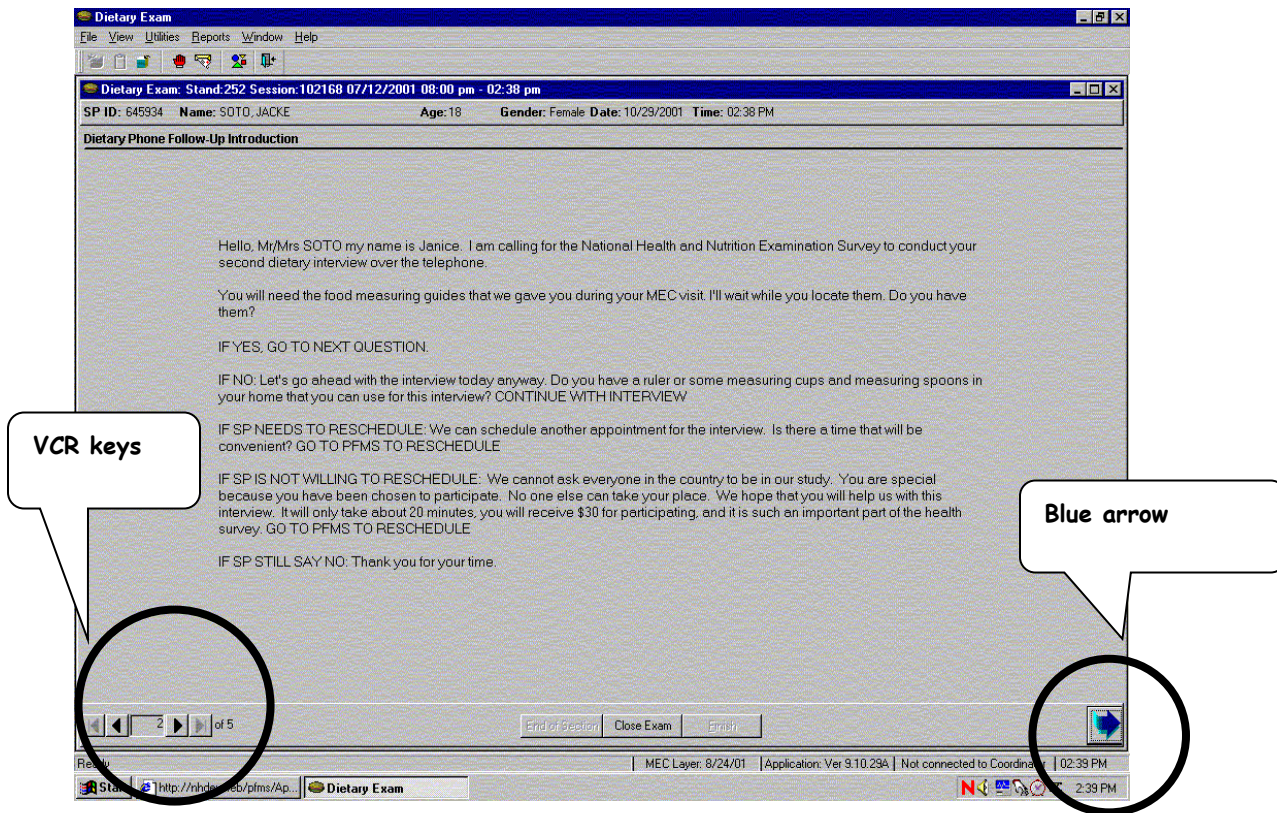 Dietary Exam
File View Utilities Reports Window Help
Dietary Exam: Stand:252 Session:102168 07/12/2001 08:00 pm - 02:38 pm
SP ID: 645934 Name: SOTO, JACKE Age: 18 Gender: Female Date: 10/29/2001 Time: 02:38 PM
Dietary Phone Follow-Up Introduction
Hello, Mr/Mrs SOTO my name is Janice. I am calling for the National Health and Nutrition Examination Survey to conduct your
second dietary interview over the telephone.
You will need the food measuring guides that we gave you during your MEC visit. I'll wait while you locate them. Do you have
them?
IF YES, GO TO NEXT QUESTION.
IF NO: Let's go ahead with the interview today anyway. Do you have a ruler or some measuring cups and measuring spoons in
your home that you can use for this interview? CONTINUE WITH INTERVIEW
IF SP NEEDS TO RESCHEDULE: We can schedule another appointment for the interview. Is there a time that will be
convenient? GO TO PFMS TO RESCHEDULE
IF SP IS NOT WILLING TO RESCHEDULE: We cannot ask everyone in the country to be in our study. You are special
because you have been chosen to participate. No one else can take your place. We hope that you will help us with this
interview. It will only take about 20 minutes, you will receive $30 for participating, and it is such an important part of the health
survey. GO TO PFMS TO RESCHEDULE
IF SP STILL SAY NO: Thank you for your time.
VCR keys
Blue arrow
2 of 5 End of Section Close Exam Finish
Ready MEC Layer: 8/24/01 Application: Ver 9.10.29A Not connected to 02:39 PM
Dietary Exam 2:39 PM